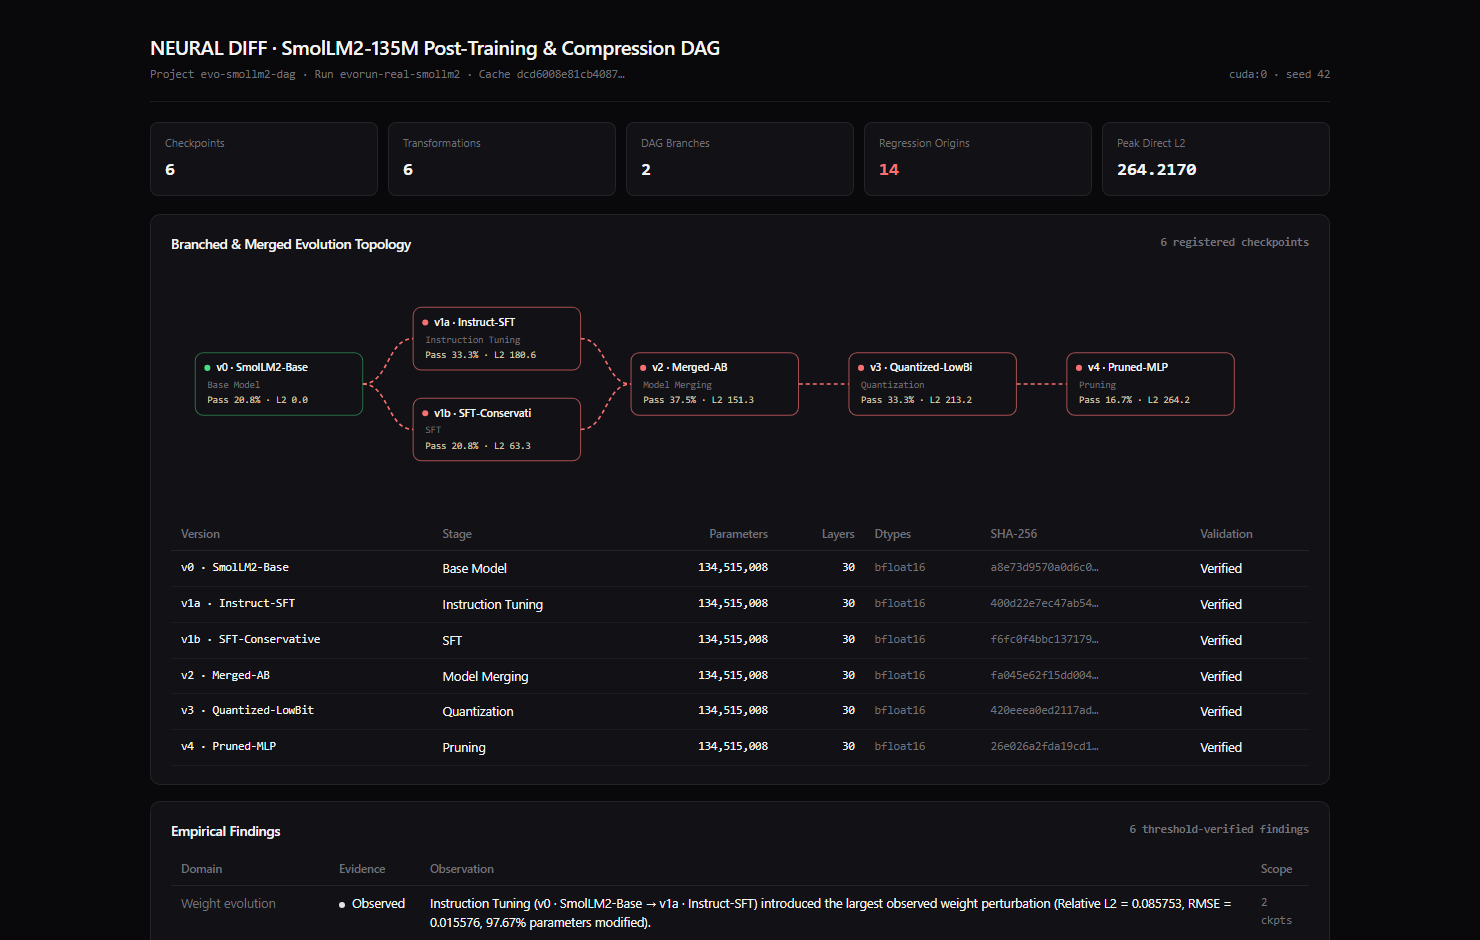 NEURAL DIFF · SmolLM2-135M Post-Training & Compression DAG
Project evo-smollm2-dag · Run evorun-real-smollm2 · Cache dcd6008e81cb4087…
cuda:0 · seed 42
Checkpoints
6
Transformations
6
DAG Branches
2
Regression Origins
14
Peak Direct L2
264.2170
Branched & Merged Evolution Topology
6 registered checkpoints
v0 · SmolLM2-Base
Base Model
Pass 20.8% · L2 0.0
v1a · Instruct-SFT
Instruction Tuning
Pass 33.3% · L2 180.6
v1b · SFT-Conservati
SFT
Pass 20.8% · L2 63.3
v2 · Merged-AB
Model Merging
Pass 37.5% · L2 151.3
v3 · Quantized-LowBi
Quantization
Pass 33.3% · L2 213.2
v4 · Pruned-MLP
Pruning
Pass 16.7% · L2 264.2
Version Stage Parameters Layers Dtypes SHA-256 Validation
v0 · SmolLM2-Base Base Model 134,515,008 30 bfloat16 a8e73d9570a0d6c0… Verified
v1a · Instruct-SFT Instruction Tuning 134,515,008 30 bfloat16 400d22e7ec47ab54… Verified
v1b · SFT-Conservative SFT 134,515,008 30 bfloat16 f6fc0f4bbc137179… Verified
v2 · Merged-AB Model Merging 134,515,008 30 bfloat16 fa045e62f15dd004… Verified
v3 · Quantized-LowBit Quantization 134,515,008 30 bfloat16 420eeea0ed2117ad… Verified
v4 · Pruned-MLP Pruning 134,515,008 30 bfloat16 26e026a2fda19cd1… Verified
Empirical Findings
6 threshold-verified findings
Domain Evidence Observation Scope
Weight evolution Observed Instruction Tuning (v0 · SmolLM2-Base → v1a · Instruct-SFT) introduced the largest observed weight perturbation (Relative L2 = 0.085753, RMSE = 2
0.015576, 97.67% parameters modified). ckpts